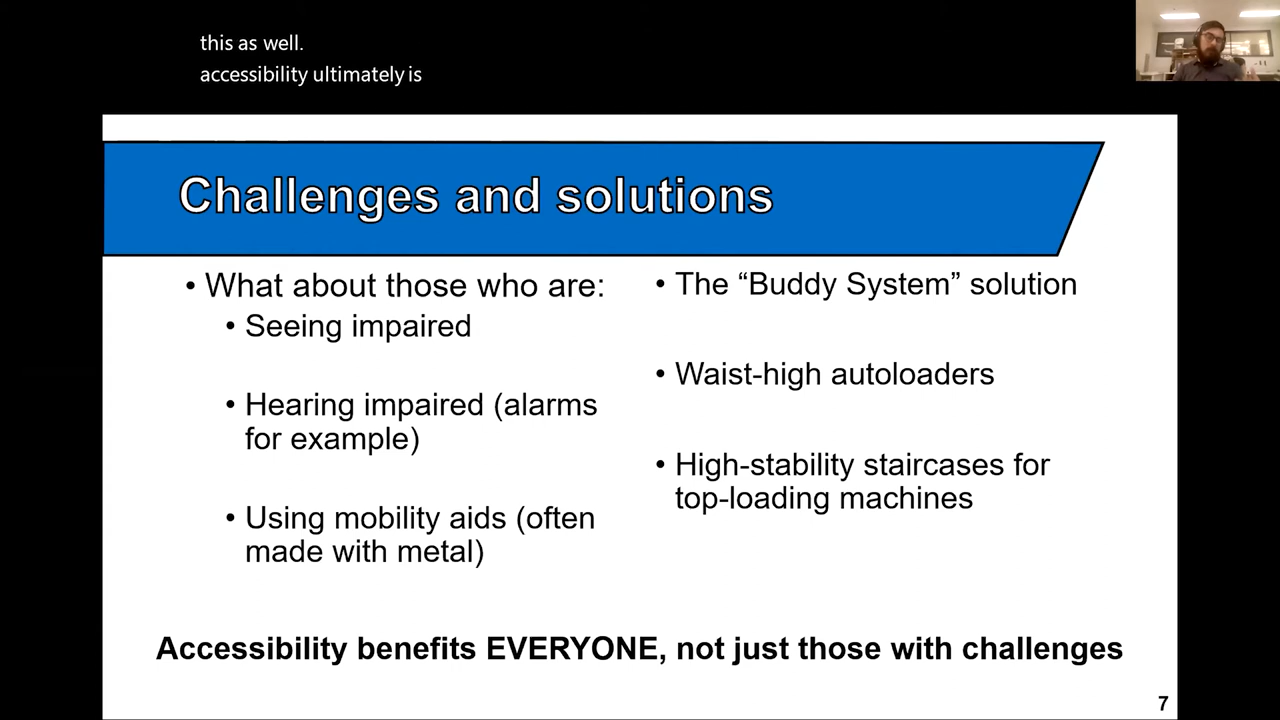 this as well.
accessibility ultimately is
Challenges and solutions
• What about those who are:
• Seeing impaired
• Hearing impaired (alarms
for example)
• Using mobility aids (often
made with metal)
• The “Buddy System” solution
• Waist-high autoloaders
• High-stability staircases for
top-loading machines
Accessibility benefits EVERYONE, not just those with challenges
7